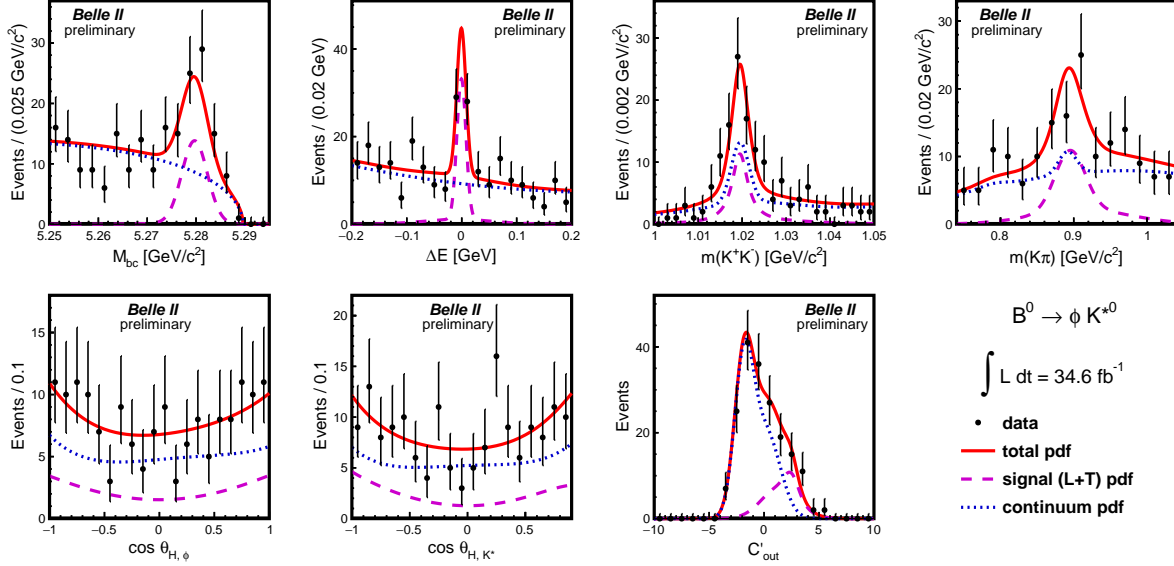 Belle II
preliminary
Events / (0.025 GeV/c²)
0
10
20
30
5.25
5.26
5.27
5.28
5.29
M_bc [GeV/c²]
Belle II
preliminary
Events / (0.02 GeV)
0
10
20
30
40
−0.2
−0.1
0
0.1
0.2
ΔE [GeV]
Belle II
preliminary
Events / (0.002 GeV/c²)
0
10
20
30
1
1.01
1.02
1.03
1.04
1.05
m(K⁺K⁻) [GeV/c²]
Belle II
preliminary
Events / (0.02 GeV/c²)
0
10
20
30
0.8
0.9
1
m(Kπ) [GeV/c²]
Belle II
preliminary
Events / 0.1
0
5
10
15
−1
−0.5
0
0.5
1
cos θ_H, ϕ
Belle II
preliminary
Events / 0.1
0
5
10
15
20
−0.5
0
0.5
cos θ_H, K*
Belle II
preliminary
Events
0
20
40
−10
−5
0
5
10
C'_out
B⁰ → ϕ K*⁰
∫ L dt = 34.6 fb⁻¹
data
total pdf
signal (L+T) pdf
continuum pdf